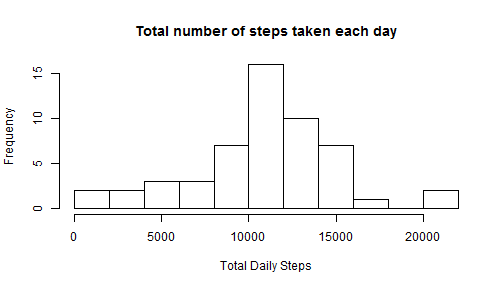 Total number of steps taken each day
Frequency
15
10
5
0
0 5000 10000 15000 20000
Total Daily Steps